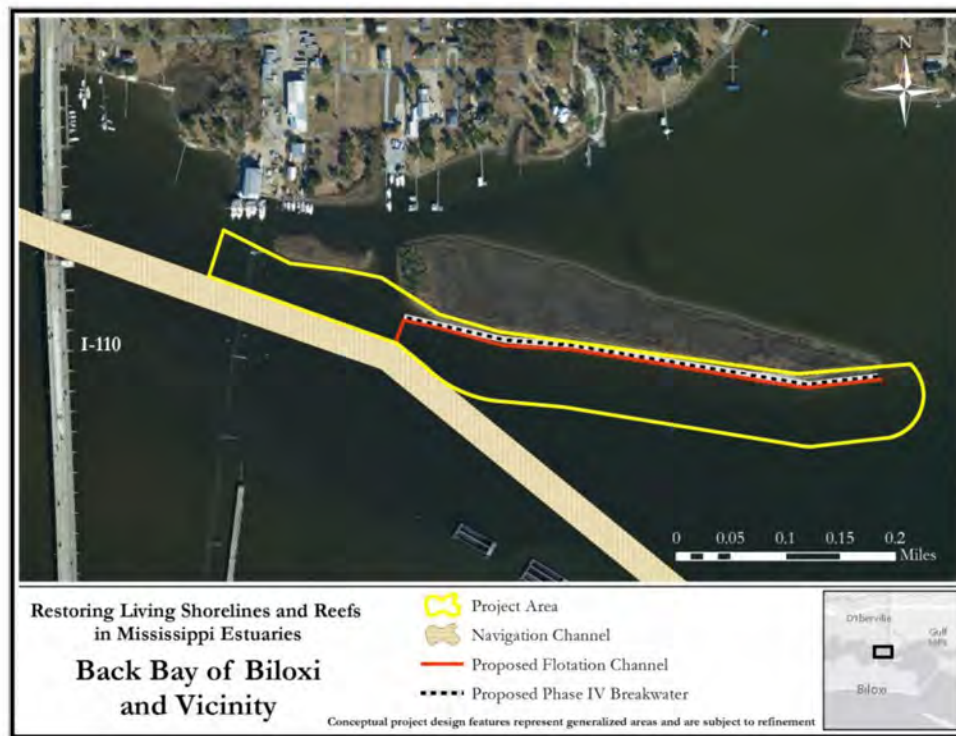 N
I-110
0 0.05 0.1 0.15 0.2
Miles
Restoring Living Shorelines and Reefs
in Mississippi Estuaries
Back Bay of Biloxi
and Vicinity
Project Area
Navigation Channel
Proposed Flotation Channel
Proposed Phase IV Breakwater
Conceptual project design features represent generalized areas and are subject to refinement
D'Iberville
Gulf
Biloxi